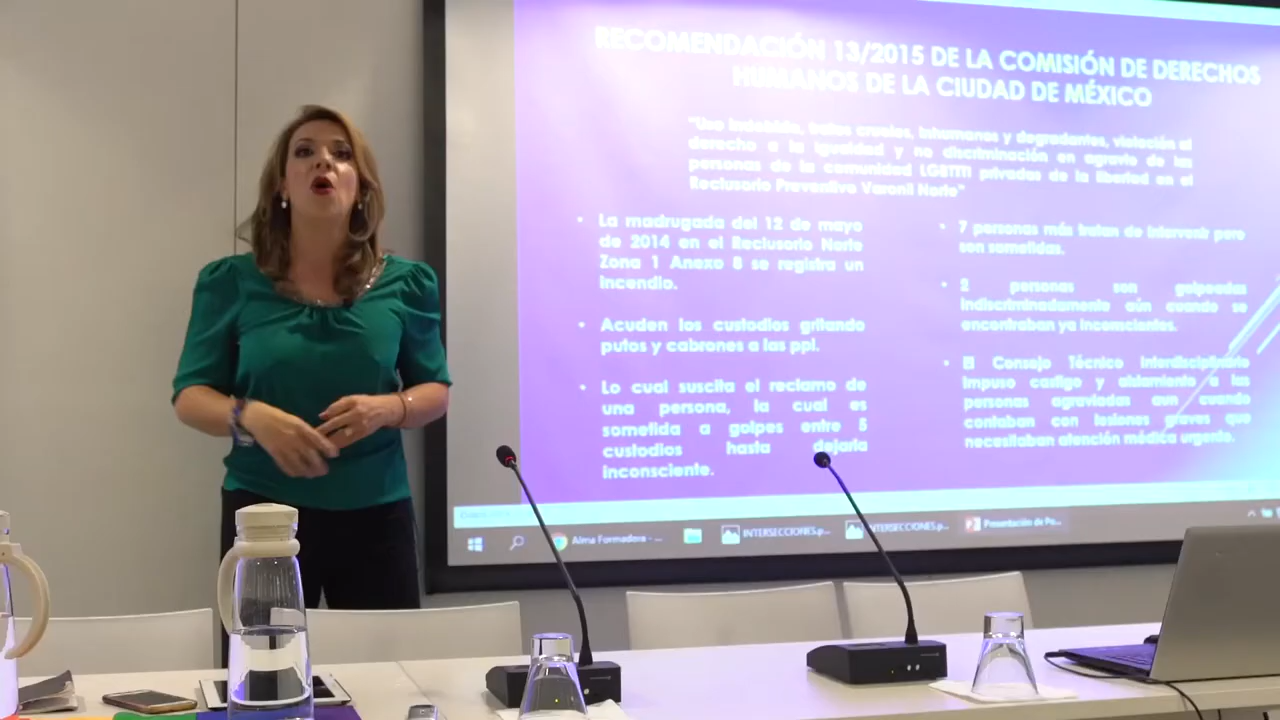 RECOMENDACIÓN 13/2015 DE LA COMISIÓN DE DERECHOS
HUMANOS DE LA CIUDAD DE MÉXICO
"Uso indebido, tratos crueles, inhumanas y degradantes, violación al
derecho a la igualdad y no discriminación en agravio de las
personas de la comunidad LGBTTTI privadas de la libertad en el
Reclusorio Preventivo Varonil Norte"
• La madrugada del 12 de mayo
de 2014 en el Reclusorio Norte
Zona 1 Anexo 8 se registra un
incendio.
• Acuden los custodios gritando
putos y cabrones a las ppl.
• Lo cual suscita el reclamo de
una persona, la cual es
sometida a golpes entre 5
custodios hasta dejarla
inconsciente.
• 7 personas más tratan de intervenir pero
son sometidas.
• 2 personas son golpeadas
indiscriminadamente aún cuando se
encontraban ya inconscientes.
• El Consejo Técnico Interdisciplinario
impuso castigo y aislamiento a las
personas agraviadas aun cuando
contaban con lesiones graves que
necesitaban atención médica urgente.
Alma Formadora - ...
INTERSECCIONES.p...
INTERSECCIONES.p...
Presentación de Po...